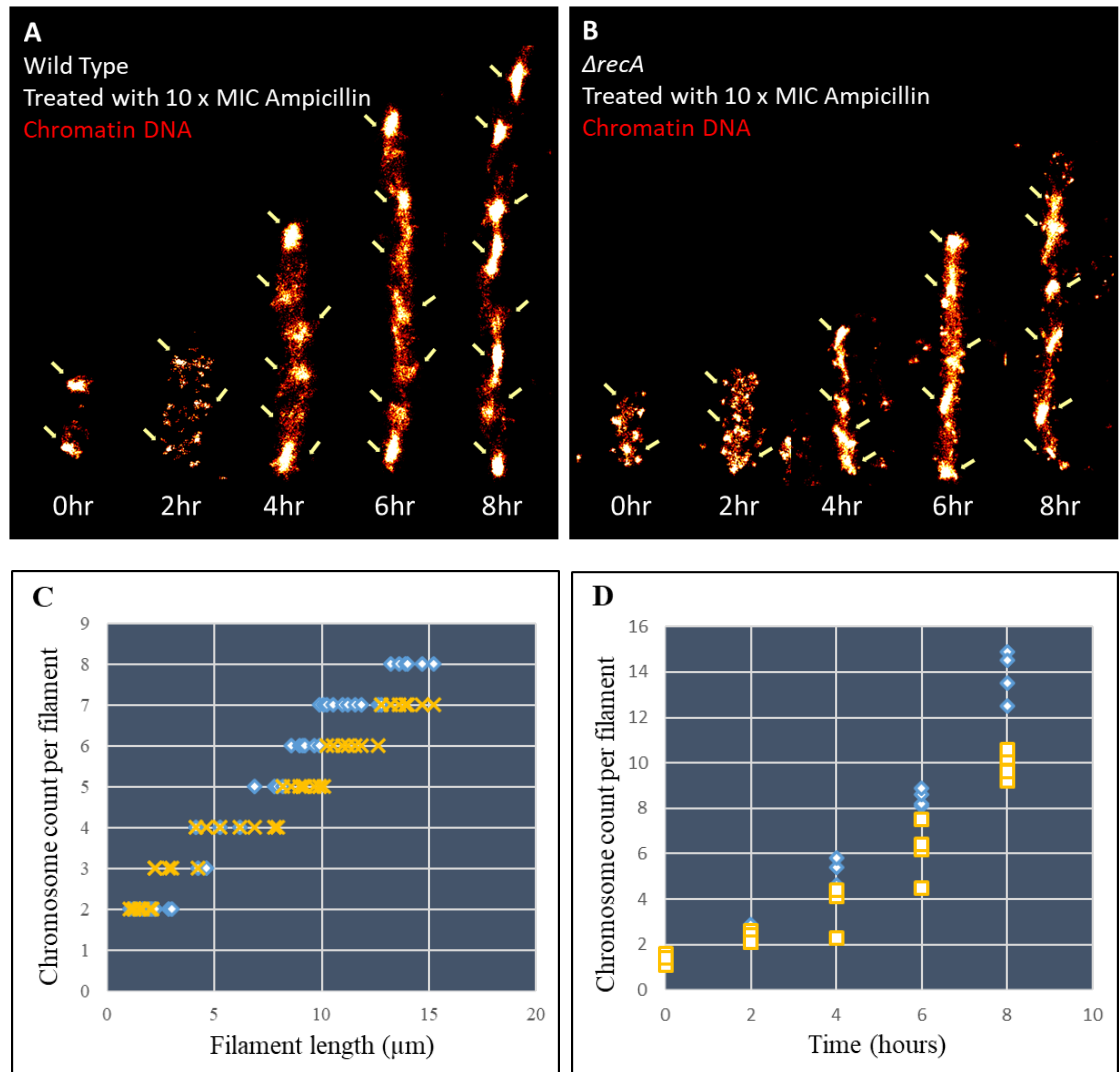 A
Wild Type
Treated with 10 x MIC Ampicillin
Chromatin DNA
0hr 2hr 4hr 6hr 8hr
B
ΔrecA
Treated with 10 x MIC Ampicillin
Chromatin DNA
0hr 2hr 4hr 6hr 8hr
C
Chromosome count per filament
9
8
7
6
5
4
3
2
1
0
0 5 10 15 20
Filament length (μm)
D
Chromosome count per filament
16
14
12
10
8
6
4
2
0
0 2 4 6 8 10
Time (hours)